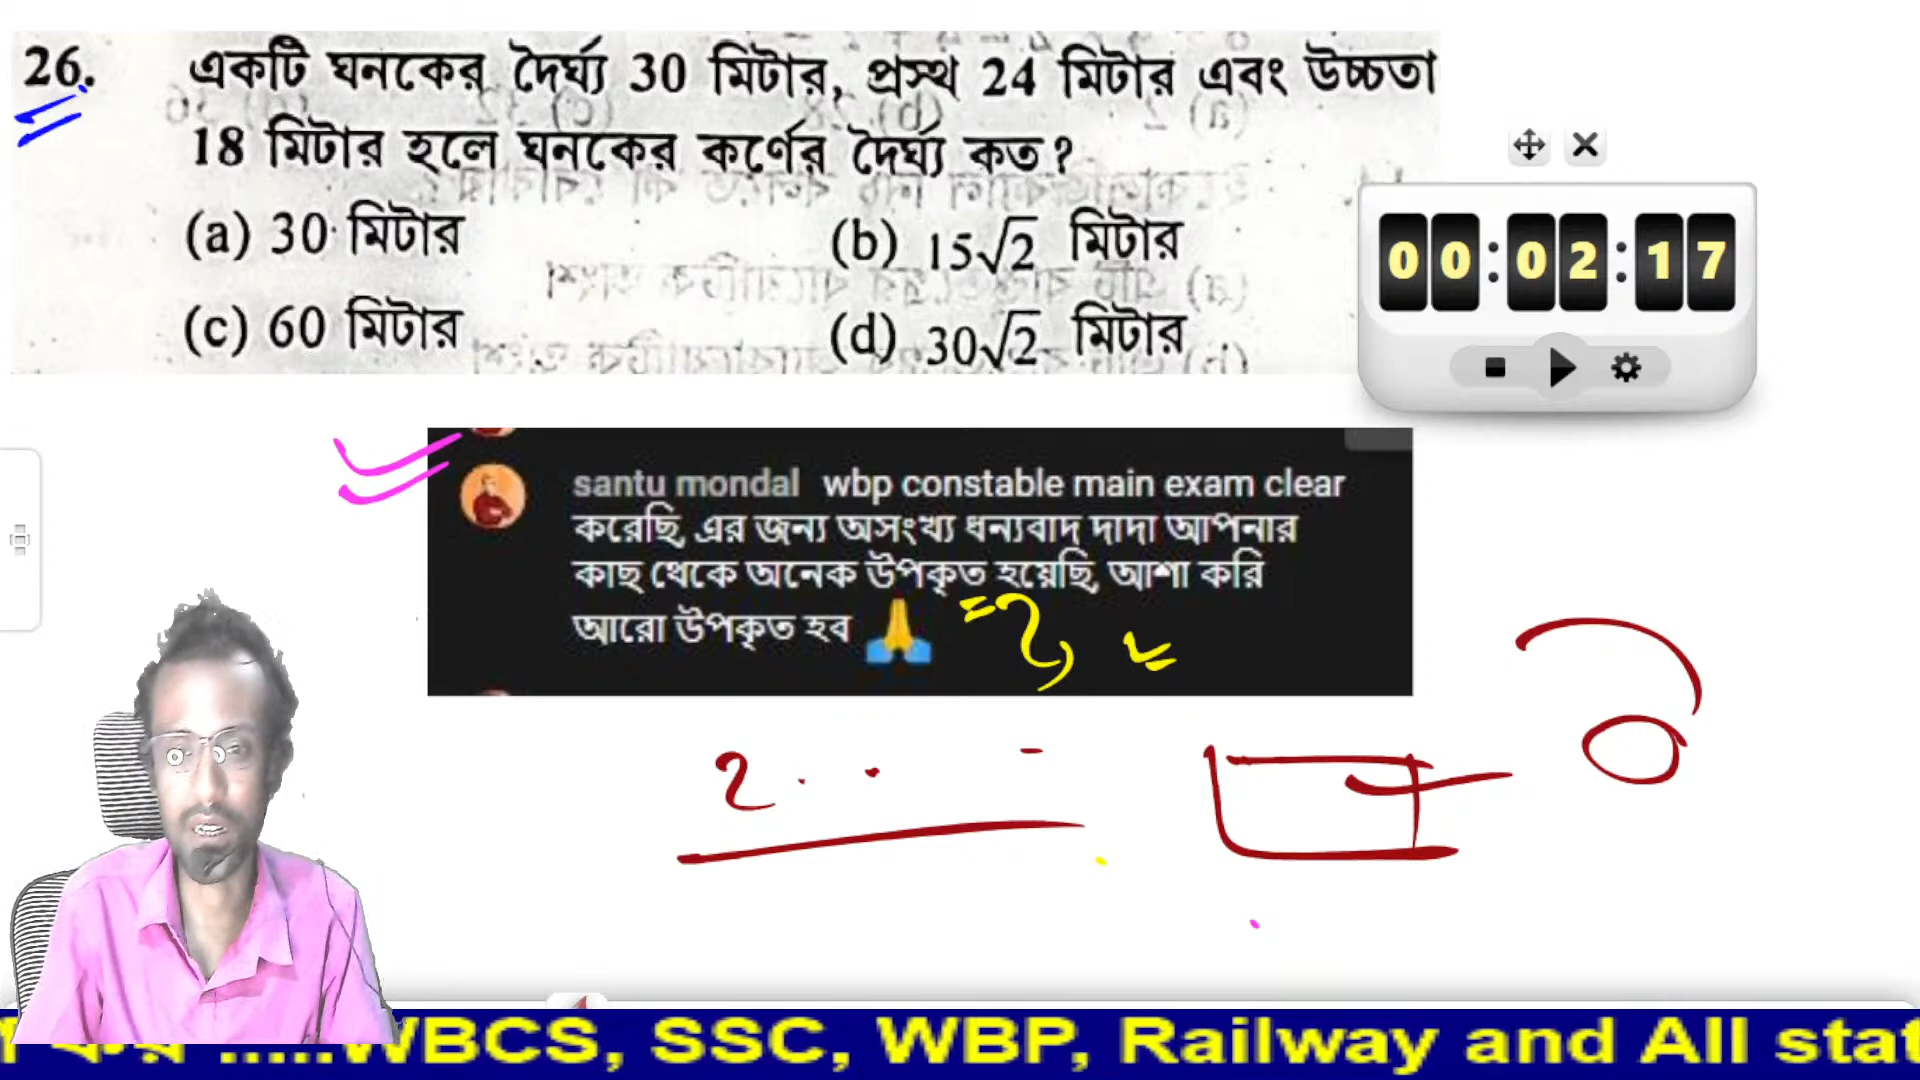 26. একটি ঘনকের দৈর্ঘ্য 30 মিটার, প্রস্থ 24 মিটার এবং উচ্চতা
18 মিটার হলে ঘনকের কর্ণের দৈর্ঘ্য কত?
(a) 30 মিটার (b) 15√2 মিটার
(c) 60 মিটার (d) 30√2 মিটার
00:02:17
santu mondal wbp constable main exam clear
করেছি, এর জন্য অসংখ্য ধন্যবাদ দাদা আপনার
কাছ থেকে অনেক উপকৃত হয়েছি, আশা করি
আরো উপকৃত হব 🙏
2
.....WBCS, SSC, WBP, Railway and All stat